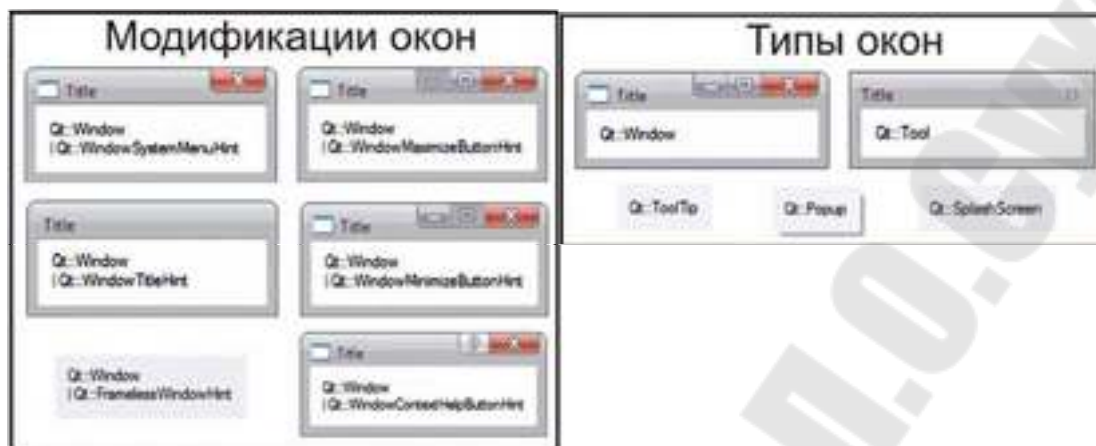 Модификации окон
Title
Qt::Window
| Qt::WindowSystemMenuHint
Title
Qt::Window
| Qt::WindowMaximizeButtonHint
Title
Qt::Window
| Qt::WindowTitleHint
Title
Qt::Window
| Qt::WindowMinimizeButtonHint
Qt::Window
| Qt::FramelessWindowHint
Title
Qt::Window
| Qt::WindowContextHelpButtonHint
Типы окон
Title
Qt::Window
Title
Qt::Tool
Qt::ToolTip
Qt::Popup
Qt::SplashScreen
П.О.Су